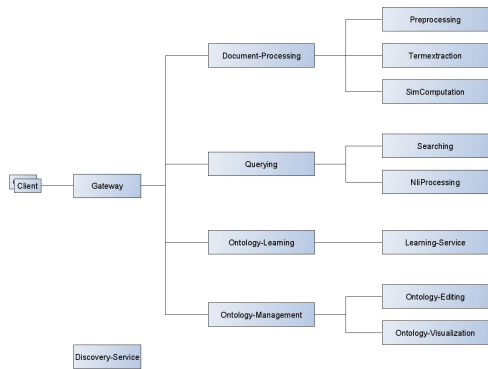 Preprocessing
Document-Processing
Termextraction
SimComputation
Searching
Querying
NliProcessing
Client
Gateway
Ontology-Learning
Learning-Service
Ontology-Editing
Ontology-Management
Ontology-Visualization
Discovery-Service